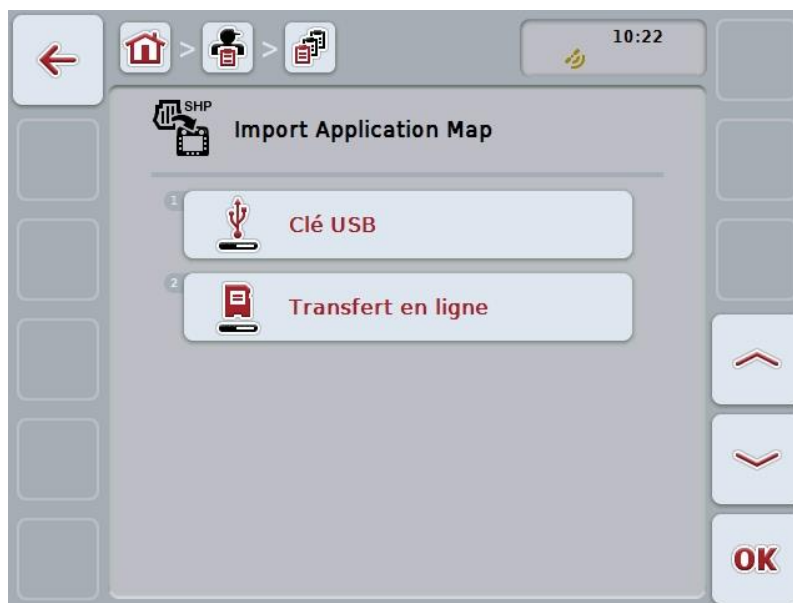 10:22
SHP
Import Application Map
1
Clé USB
2
Transfert en ligne
OK